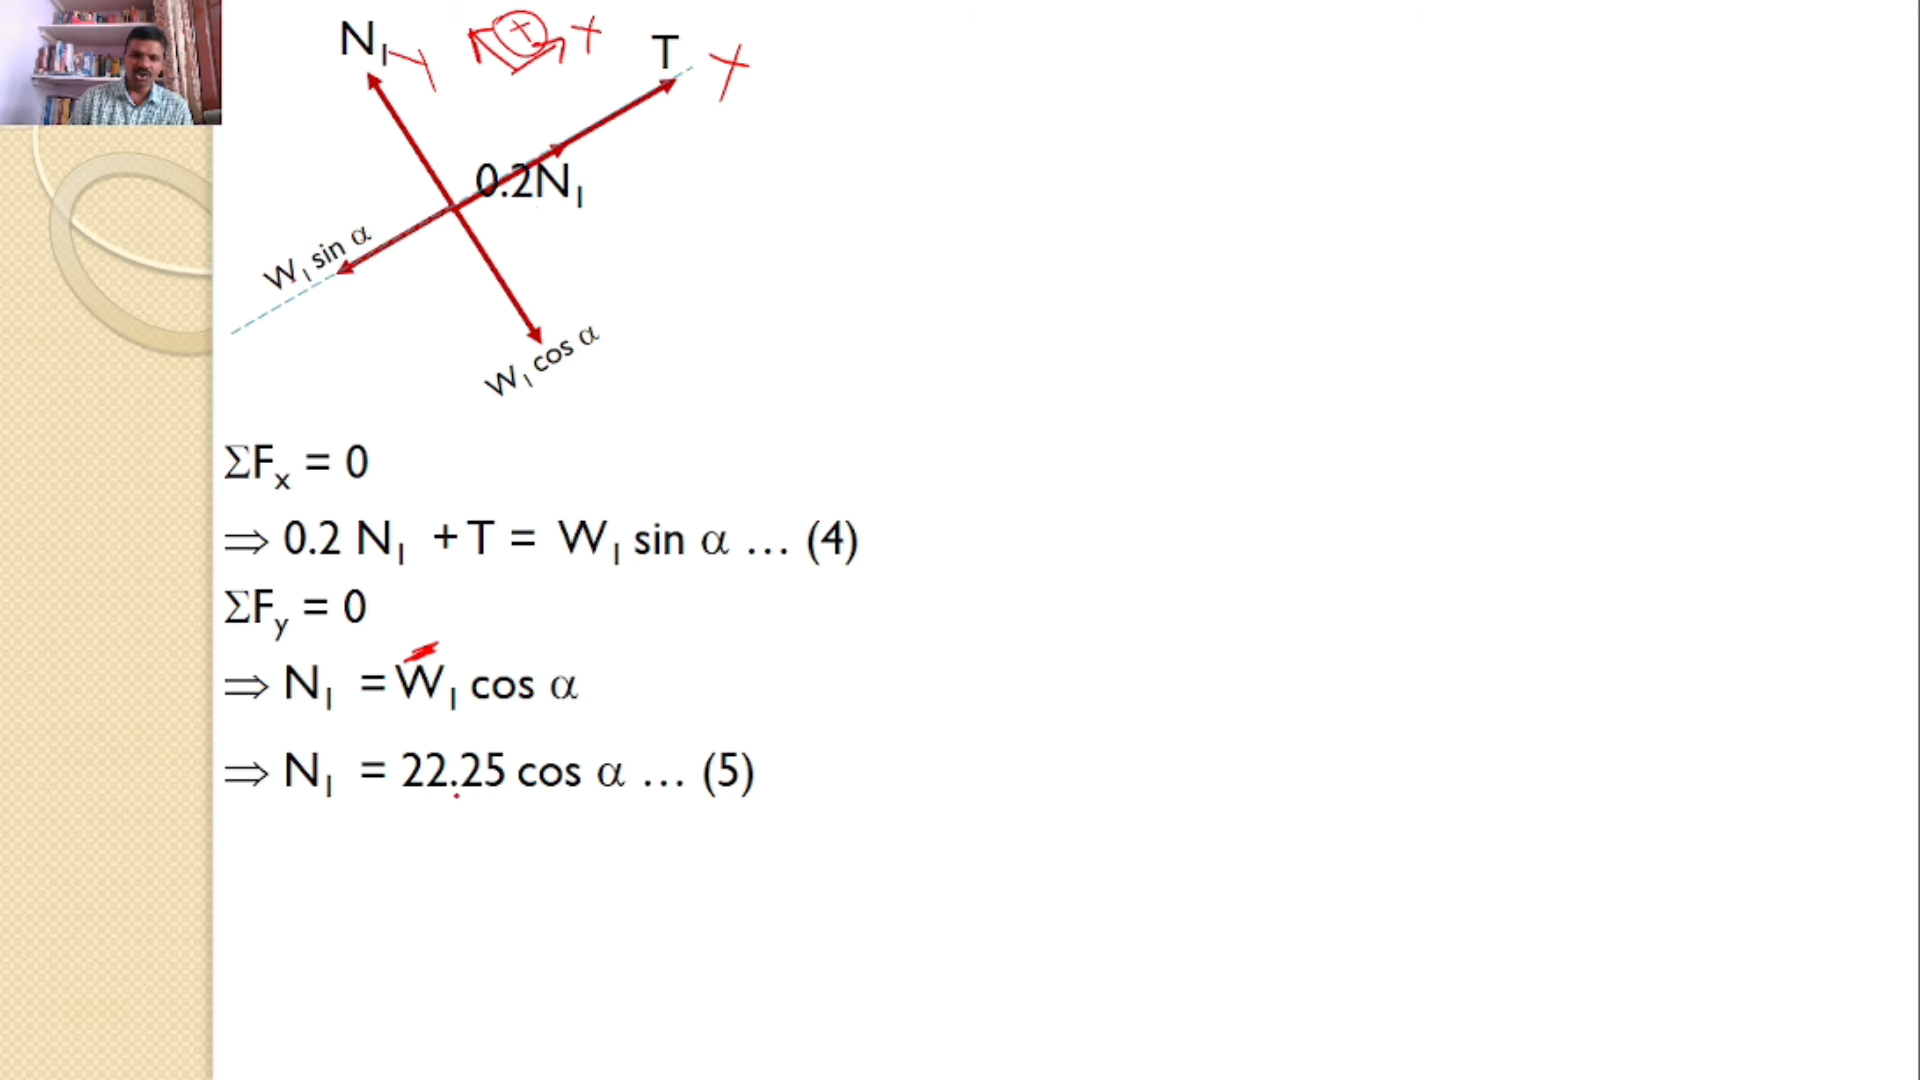 N₁ y + x T x
0.2N₁
W₁ sin α
W₁ cos α
ΣFₓ = 0
⇒ 0.2 N₁ + T = W₁ sin α … (4)
ΣFᵧ = 0
⇒ N₁ = W₁ cos α
⇒ N₁ = 22.25 cos α … (5)